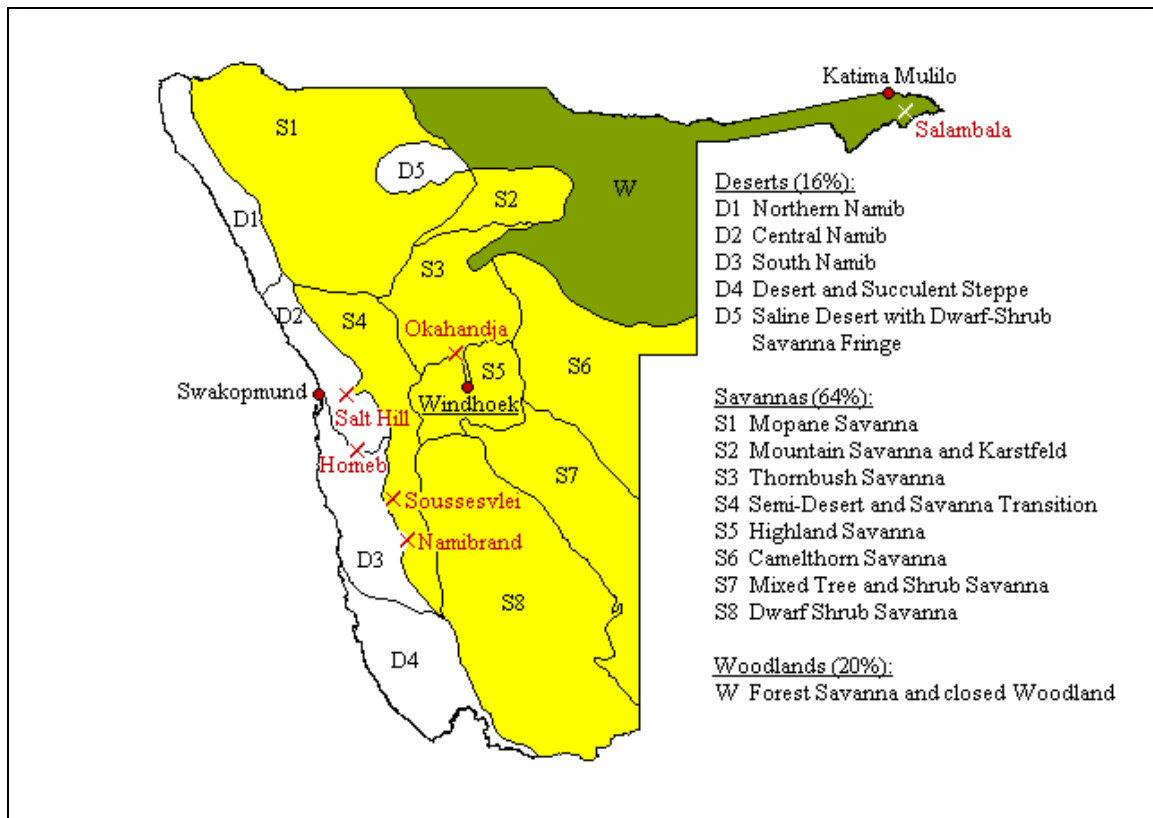 Katima Mulilo
Salambala
S1
D5
S2
W
D1
S3
D2
S4
Okahandja
S5
S6
Swakopmund
Windhoek
Salt Hill
Homeb
S7
Soussesvlei
Namibrand
D3
S8
D4
Deserts (16%):
D1 Northern Namib
D2 Central Namib
D3 South Namib
D4 Desert and Succulent Steppe
D5 Saline Desert with Dwarf-Shrub
Savanna Fringe
Savannas (64%):
S1 Mopane Savanna
S2 Mountain Savanna and Karstfeld
S3 Thornbush Savanna
S4 Semi-Desert and Savanna Transition
S5 Highland Savanna
S6 Camelthorn Savanna
S7 Mixed Tree and Shrub Savanna
S8 Dwarf Shrub Savanna
Woodlands (20%):
W Forest Savanna and closed Woodland